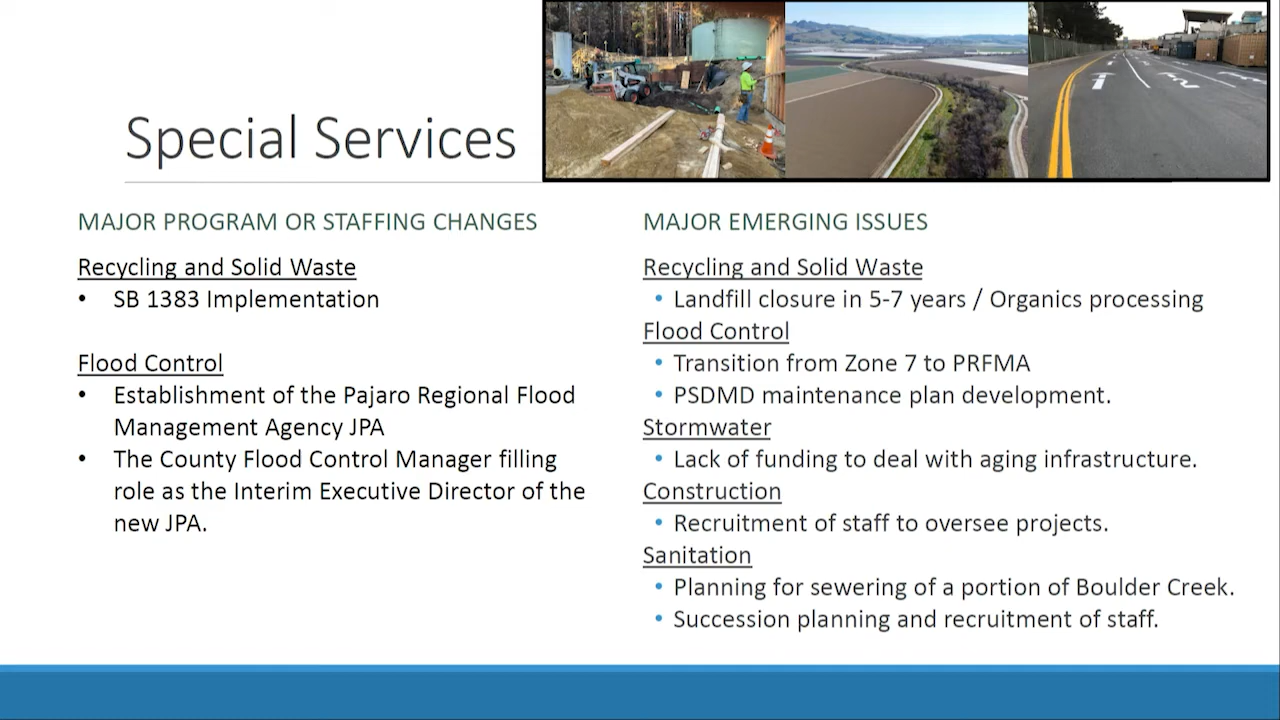 Special Services
MAJOR PROGRAM OR STAFFING CHANGES
Recycling and Solid Waste
• SB 1383 Implementation
Flood Control
• Establishment of the Pajaro Regional Flood
Management Agency JPA
• The County Flood Control Manager filling
role as the Interim Executive Director of the
new JPA.
MAJOR EMERGING ISSUES
Recycling and Solid Waste
• Landfill closure in 5-7 years / Organics processing
Flood Control
• Transition from Zone 7 to PRFMA
• PSDMD maintenance plan development.
Stormwater
• Lack of funding to deal with aging infrastructure.
Construction
• Recruitment of staff to oversee projects.
Sanitation
• Planning for sewering of a portion of Boulder Creek.
• Succession planning and recruitment of staff.